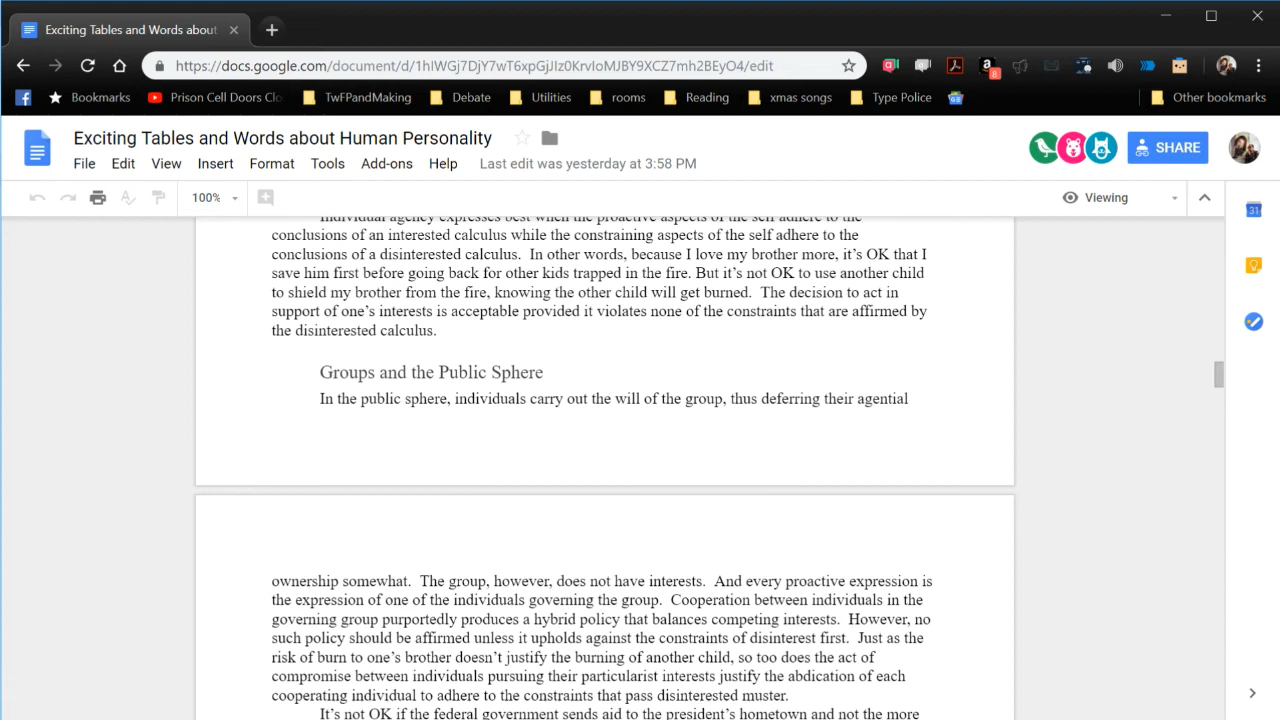 Exciting Tables and Words about
https://docs.google.com/document/d/1hIWGj7DjY7wT6xpGjJIz0KrvIoMJBY9XCZ7mh2BEyO4/edit
8
Bookmarks Prison Cell Doors Clo TwFPandMaking Debate Utilities rooms Reading xmas songs Type Police Other bookmarks
Exciting Tables and Words about Human Personality
SHARE
File Edit View Insert Format Tools Add-ons Help Last edit was yesterday at 3:58 PM
100% Viewing
31
Individual agency expresses best when the proactive aspects of the self adhere to the
conclusions of an interested calculus while the constraining aspects of the self adhere to the
conclusions of a disinterested calculus. In other words, because I love my brother more, it's OK that I
save him first before going back for other kids trapped in the fire. But it's not OK to use another child
to shield my brother from the fire, knowing the other child will get burned. The decision to act in
support of one's interests is acceptable provided it violates none of the constraints that are affirmed by
the disinterested calculus.
Groups and the Public Sphere
In the public sphere, individuals carry out the will of the group, thus deferring their agential
ownership somewhat. The group, however, does not have interests. And every proactive expression is
the expression of one of the individuals governing the group. Cooperation between individuals in the
governing group purportedly produces a hybrid policy that balances competing interests. However, no
such policy should be affirmed unless it upholds against the constraints of disinterest first. Just as the
risk of burn to one's brother doesn't justify the burning of another child, so too does the act of
compromise between individuals pursuing their particularist interests justify the abdication of each
cooperating individual to adhere to the constraints that pass disinterested muster.
It's not OK if the federal government sends aid to the president's hometown and not the more